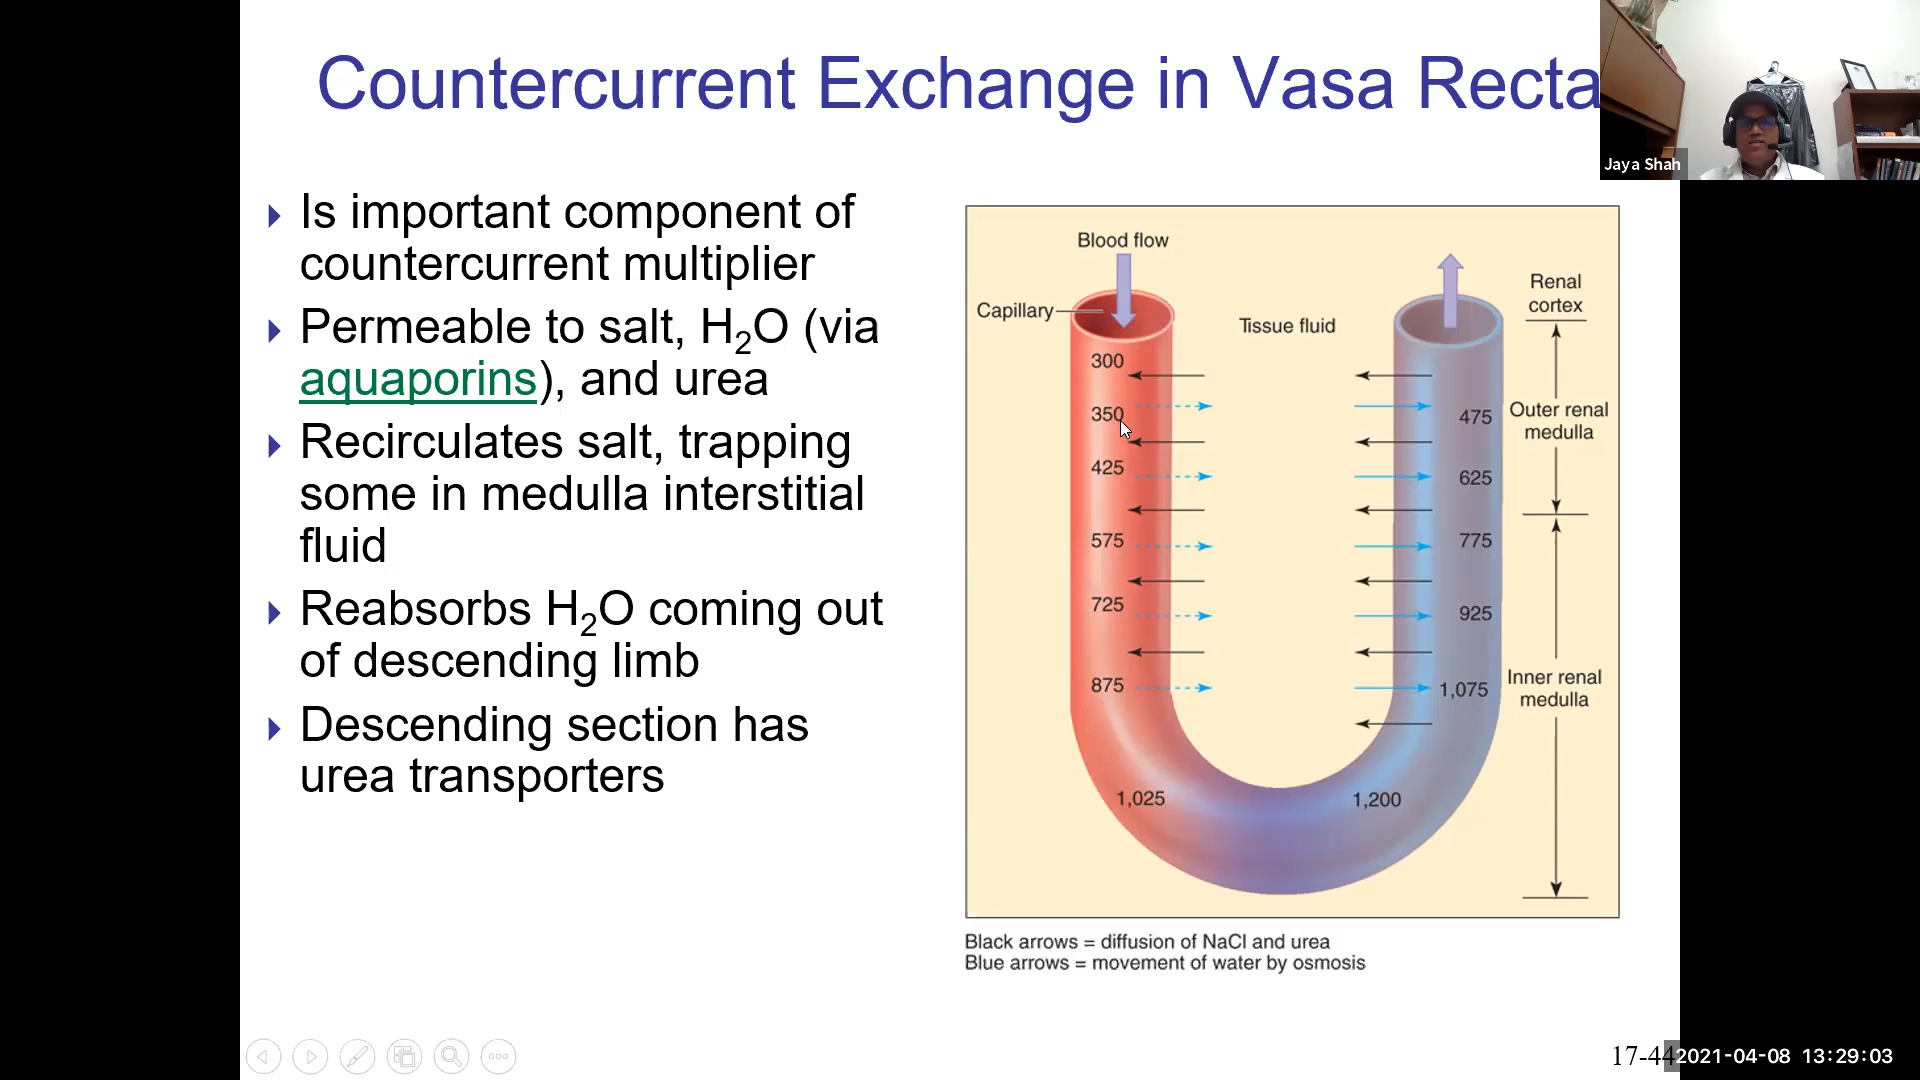 Countercurrent Exchange in Vasa Recta
Jaya Shah
Is important component of
countercurrent multiplier
Permeable to salt, H2O (via
aquaporins), and urea
Recirculates salt, trapping
some in medulla interstitial
fluid
Reabsorbs H2O coming out
of descending limb
Descending section has
urea transporters
Blood flow
Capillary
Tissue fluid
Renal
cortex
300
350
425
575
725
875
1,025
1,200
1,075
925
775
625
475
Outer renal
medulla
Inner renal
medulla
Black arrows = diffusion of NaCl and urea
Blue arrows = movement of water by osmosis
17-44
2021-04-08 13:29:03